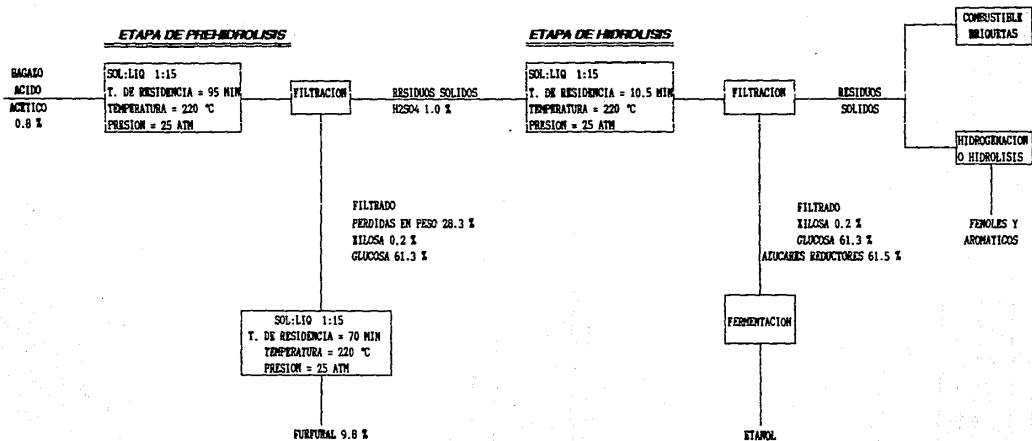 ETAPA DE PREHIDROLISIS
ETAPA DE HIDROLISIS
COMBUSTIBLE
BRIQUETAS
BAGAZO
ACIDO
ACETICO
0.8 %
SOL:LIQ 1:15
T. DE RESIDENCIA = 95 MIN
TEMPERATURA = 220 ℃
PRESION = 25 ATM
FILTRACION
RESIDUOS SOLIDOS
H2SO4 1.0 %
SOL:LIQ 1:15
T. DE RESIDENCIA = 10.5 MIN
TEMPERATURA = 220 ℃
PRESION = 25 ATM
FILTRACION
RESIDUOS
SOLIDOS
HIDROGENACION
O HIDROLISIS
FENOLES Y
AROMATICOS
FILTRADO
PERDIDAS EN PESO 28.3 %
XILOSA 0.2 %
GLUCOSA 61.3 %
FILTRADO
XILOSA 0.2 %
GLUCOSA 61.3 %
AZUCARES REDUCTORES 61.5 %
SOL:LIQ 1:15
T. DE RESIDENCIA = 70 MIN
TEMPERATURA = 220 ℃
PRESION = 25 ATM
FERMENTACION
FURFURAL 9.8 %
ETANOL